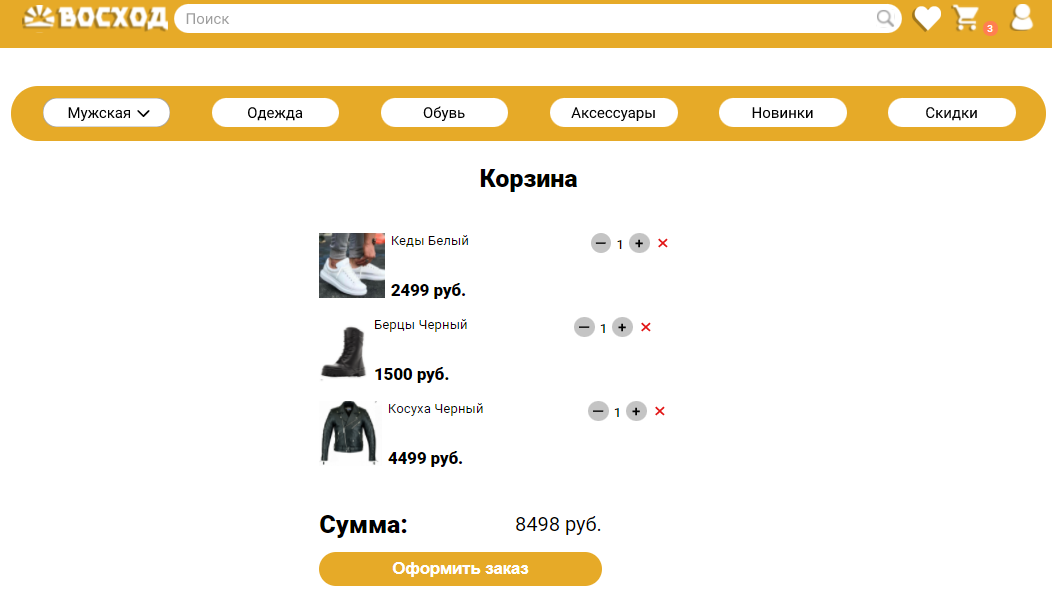 ВОСХОД
Поиск
3
Мужская
Одежда
Обувь
Аксессуары
Новинки
Скидки
Корзина
Кеды Белый
− 1 +
2499 руб.
Берцы Черный
− 1 +
1500 руб.
Косуха Черный
− 1 +
4499 руб.
Сумма: 8498 руб.
Оформить заказ